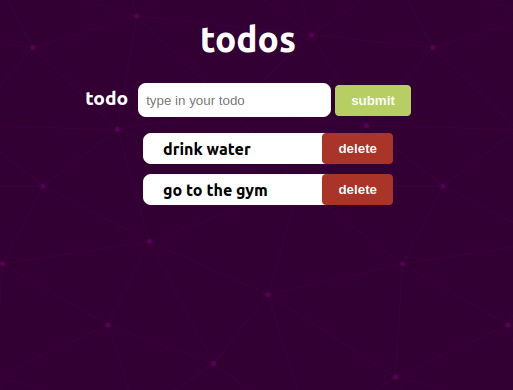 todos
todo type in your todo submit
drink water delete
go to the gym delete